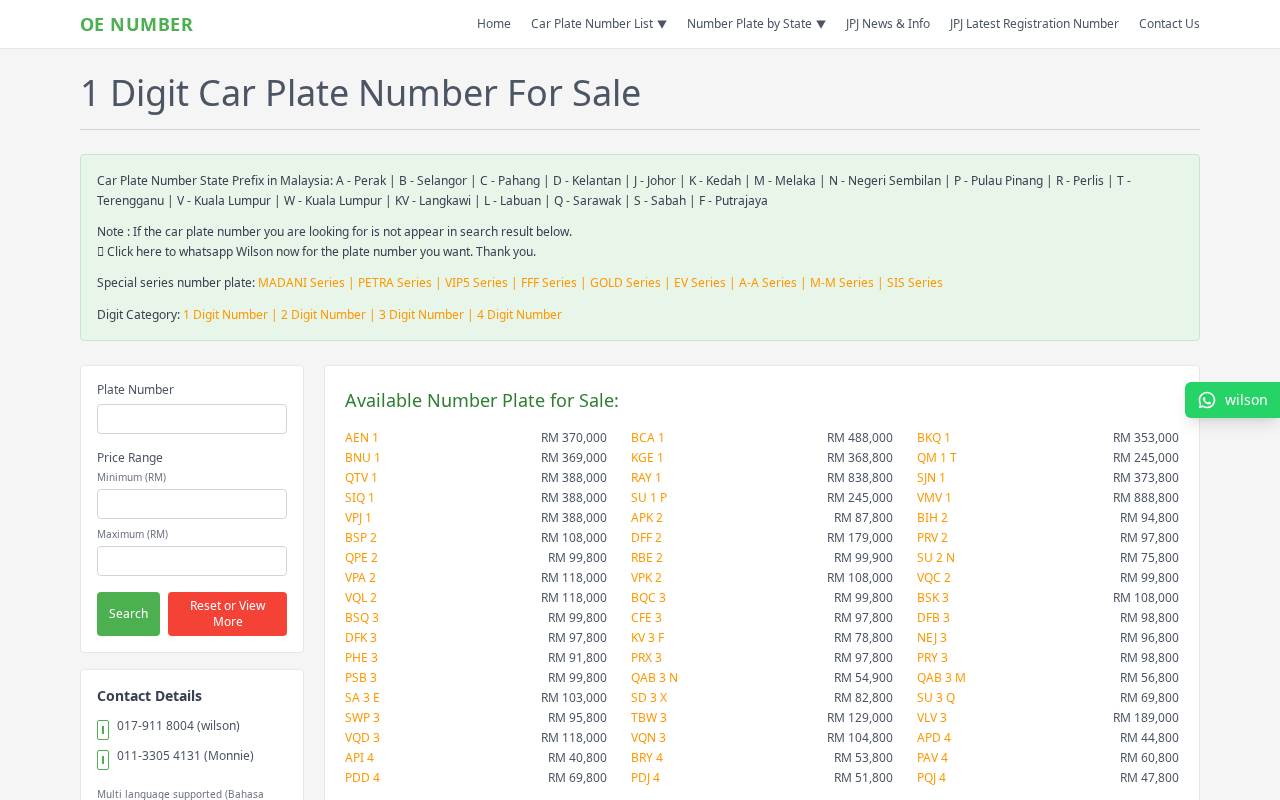 OE NUMBER
Home Car Plate Number List ▼ Number Plate by State ▼ JPJ News & Info JPJ Latest Registration Number Contact Us
1 Digit Car Plate Number For Sale
Car Plate Number State Prefix in Malaysia: A - Perak | B - Selangor | C - Pahang | D - Kelantan | J - Johor | K - Kedah | M - Melaka | N - Negeri Sembilan | P - Pulau Pinang | R - Perlis | T -
Terengganu | V - Kuala Lumpur | W - Kuala Lumpur | KV - Langkawi | L - Labuan | Q - Sarawak | S - Sabah | F - Putrajaya
Note : If the car plate number you are looking for is not appear in search result below.
Click here to whatsapp Wilson now for the plate number you want. Thank you.
Special series number plate: MADANI Series | PETRA Series | VIP5 Series | FFF Series | GOLD Series | EV Series | A-A Series | M-M Series | SIS Series
Digit Category: 1 Digit Number | 2 Digit Number | 3 Digit Number | 4 Digit Number
Plate Number
Price Range
Minimum (RM)
Maximum (RM)
Search
Reset or View
More
Contact Details
017-911 8004 (wilson)
011-3305 4131 (Monnie)
Multi language supported (Bahasa
Available Number Plate for Sale:
AEN 1 RM 370,000 BCA 1 RM 488,000 BKQ 1 RM 353,000
BNU 1 RM 369,000 KGE 1 RM 368,800 QM 1 T RM 245,000
QTV 1 RM 388,000 RAY 1 RM 838,800 SJN 1 RM 373,800
SIQ 1 RM 388,000 SU 1 P RM 245,000 VMV 1 RM 888,800
VPJ 1 RM 388,000 APK 2 RM 87,800 BIH 2 RM 94,800
BSP 2 RM 108,000 DFF 2 RM 179,000 PRV 2 RM 97,800
QPE 2 RM 99,800 RBE 2 RM 99,900 SU 2 N RM 75,800
VPA 2 RM 118,000 VPK 2 RM 108,000 VQC 2 RM 99,800
VQL 2 RM 118,000 BQC 3 RM 99,800 BSK 3 RM 108,000
BSQ 3 RM 99,800 CFE 3 RM 97,800 DFB 3 RM 98,800
DFK 3 RM 97,800 KV 3 F RM 78,800 NEJ 3 RM 96,800
PHE 3 RM 91,800 PRX 3 RM 97,800 PRY 3 RM 98,800
PSB 3 RM 99,800 QAB 3 N RM 54,900 QAB 3 M RM 56,800
SA 3 E RM 103,000 SD 3 X RM 82,800 SU 3 Q RM 69,800
SWP 3 RM 95,800 TBW 3 RM 129,000 VLV 3 RM 189,000
VQD 3 RM 118,000 VQN 3 RM 104,800 APD 4 RM 44,800
API 4 RM 40,800 BRY 4 RM 53,800 PAV 4 RM 60,800
PDD 4 RM 69,800 PDJ 4 RM 51,800 PQJ 4 RM 47,800
wilson